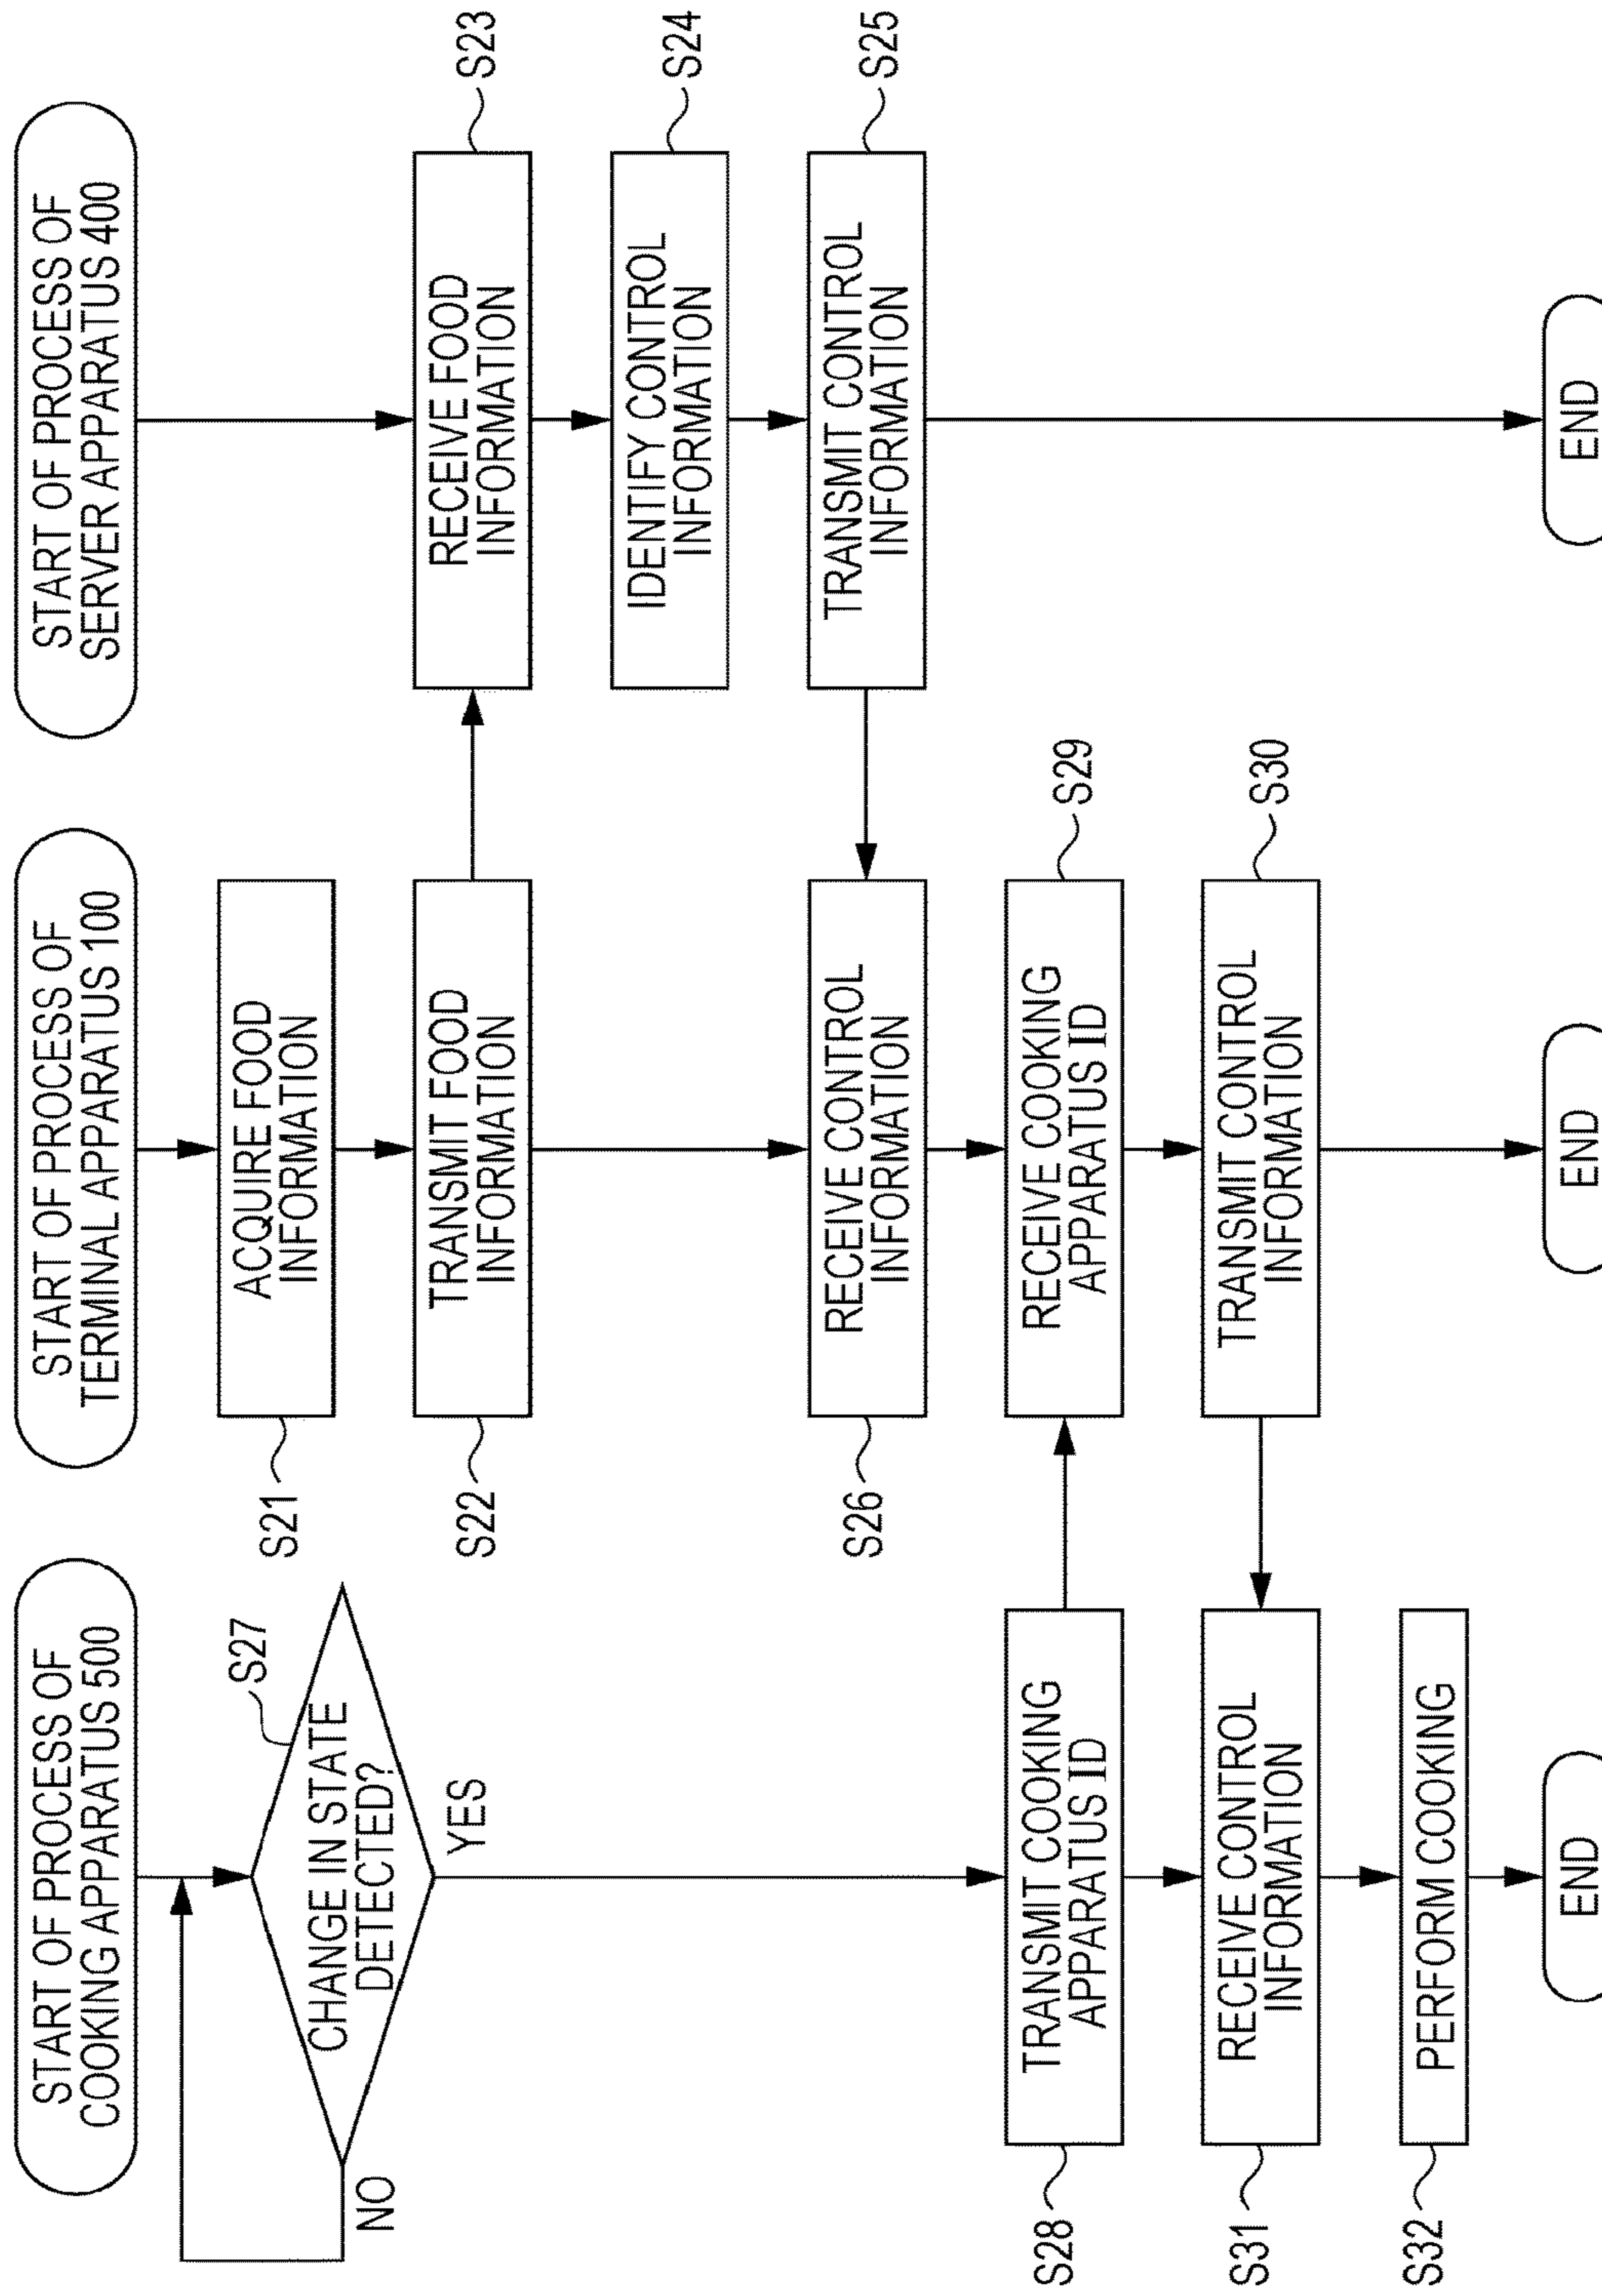 START OF PROCESS OF
COOKING APPARATUS 500
S27
CHANGE IN STATE
DETECTED?
NO
YES
S28
TRANSMIT COOKING
APPARATUS ID
S31
RECEIVE CONTROL
INFORMATION
S32
PERFORM COOKING
END
START OF PROCESS OF
TERMINAL APPARATUS 100
S21
ACQUIRE FOOD
INFORMATION
S22
TRANSMIT FOOD
INFORMATION
S26
RECEIVE CONTROL
INFORMATION
RECEIVE COOKING
APPARATUS ID
S29
TRANSMIT CONTROL
INFORMATION
S30
END
START OF PROCESS OF
SERVER APPARATUS 400
RECEIVE FOOD
INFORMATION
S23
IDENTIFY CONTROL
INFORMATION
S24
TRANSMIT CONTROL
INFORMATION
S25
END